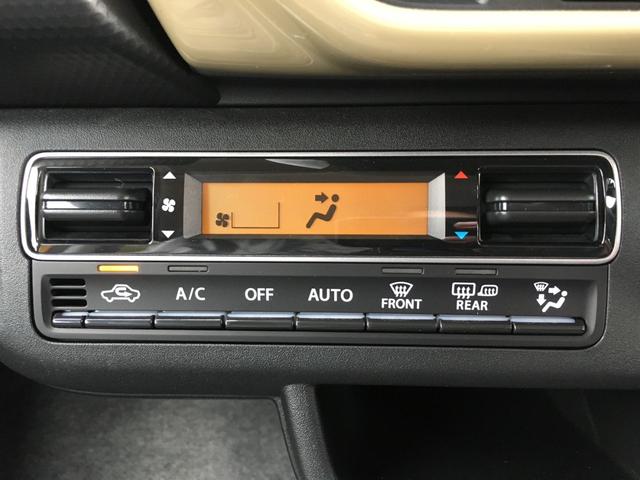 A/C OFF AUTO FRONT REAR